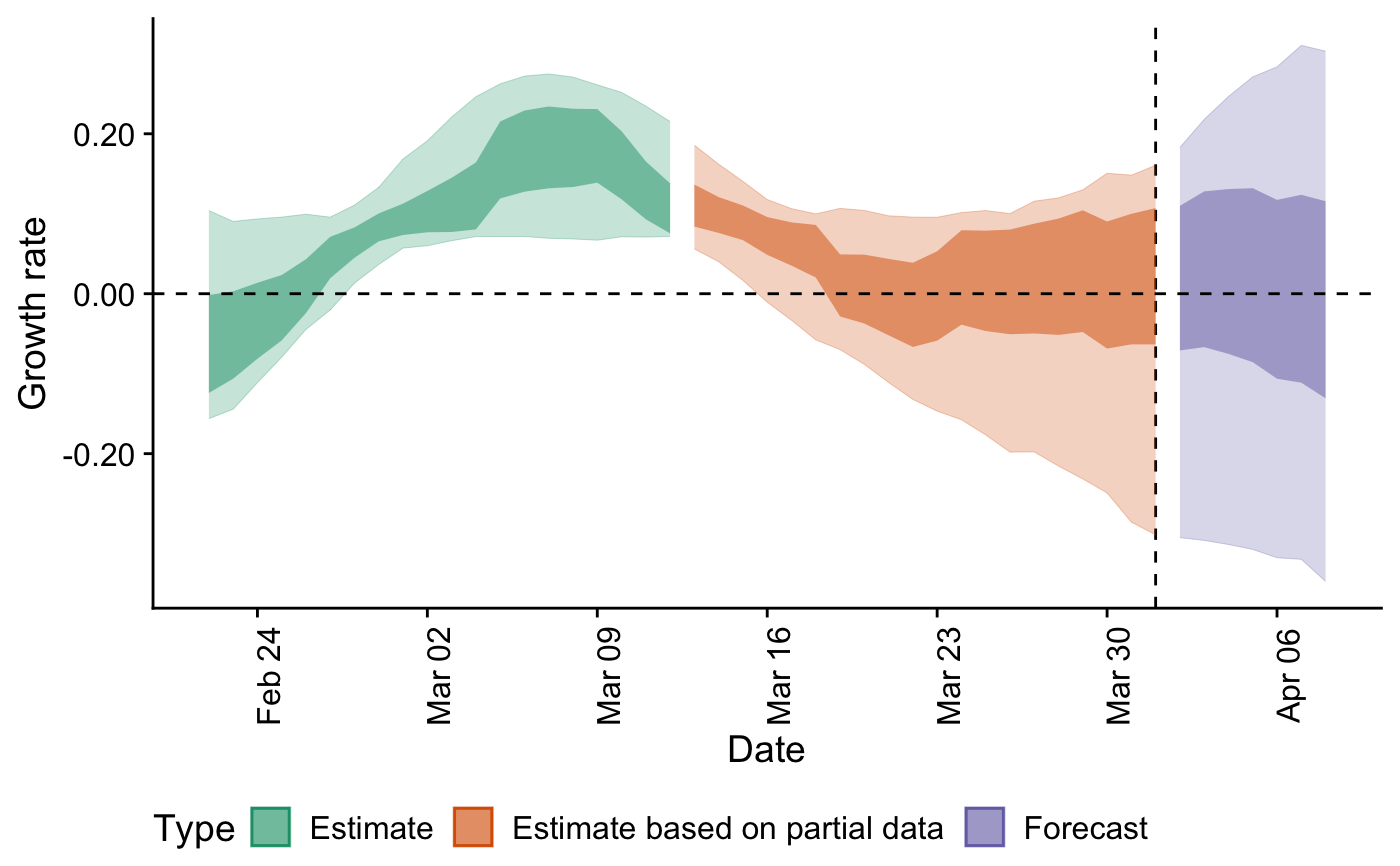 Growth rate
0.20
0.00
-0.20
Feb 24
Mar 02
Mar 09
Mar 16
Mar 23
Mar 30
Apr 06
Date
Type Estimate Estimate based on partial data Forecast